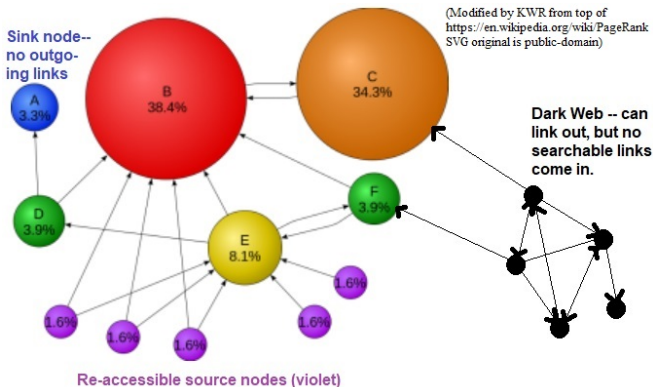 Sink node--
no outgo-
ing links
(Modified by KWR from top of
https://en.wikipedia.org/wiki/PageRank
SVG original is public-domain)
A
3.3%
B
38.4%
C
34.3%
Dark Web -- can
link out, but no
searchable links
come in.
D
3.9%
E
8.1%
F
3.9%
1.6%
1.6%
1.6%
1.6%
1.6%
Re-accessible source nodes (violet)